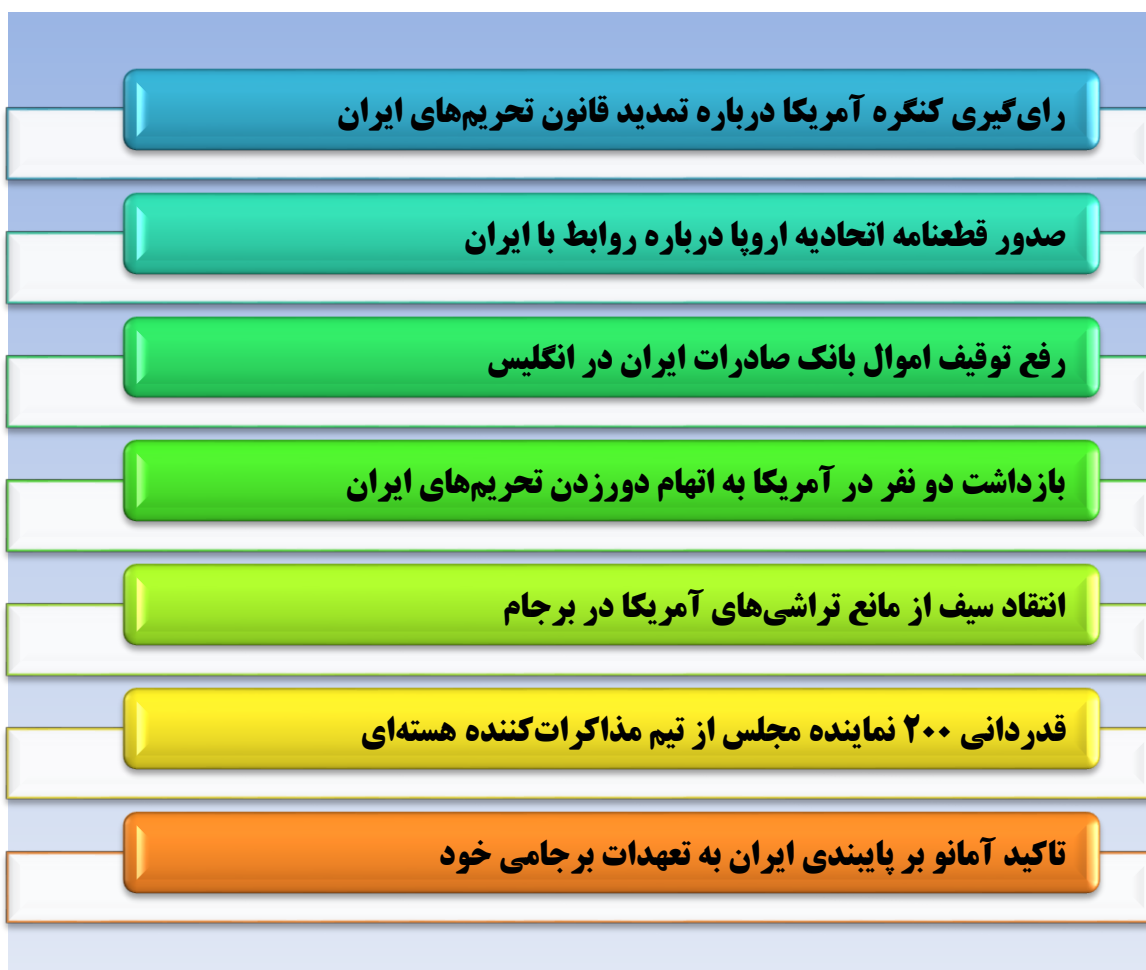 رای‌گیری کنگره آمریکا درباره تمدید قانون تحریم‌های ایران
صدور قطعنامه اتحادیه اروپا درباره روابط با ایران
رفع توقیف اموال بانک صادرات ایران در انگلیس
بازداشت دو نفر در آمریکا به اتهام دورزدن تحریم‌های ایران
انتقاد سیف از مانع تراشی‌های آمریکا در برجام
قدردانی ۲۰۰ نماینده مجلس از تیم مذاکرات‌کننده هسته‌ای
تاکید آمانو بر پایبندی ایران به تعهدات برجامی خود